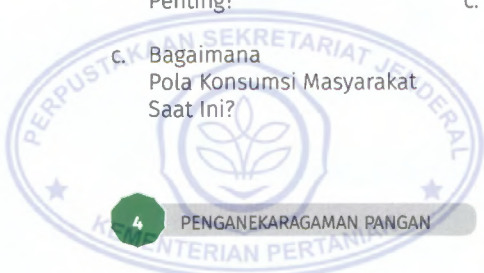 Penting?
c.
c. Bagaimana
Pola Konsumsi Masyarakat
Saat Ini?
4 PENGANEKARAGAMAN PANGAN
PERPUSTAKAAN SEKRETARIAT JENDERAL
KEMENTERIAN PERTANIAN